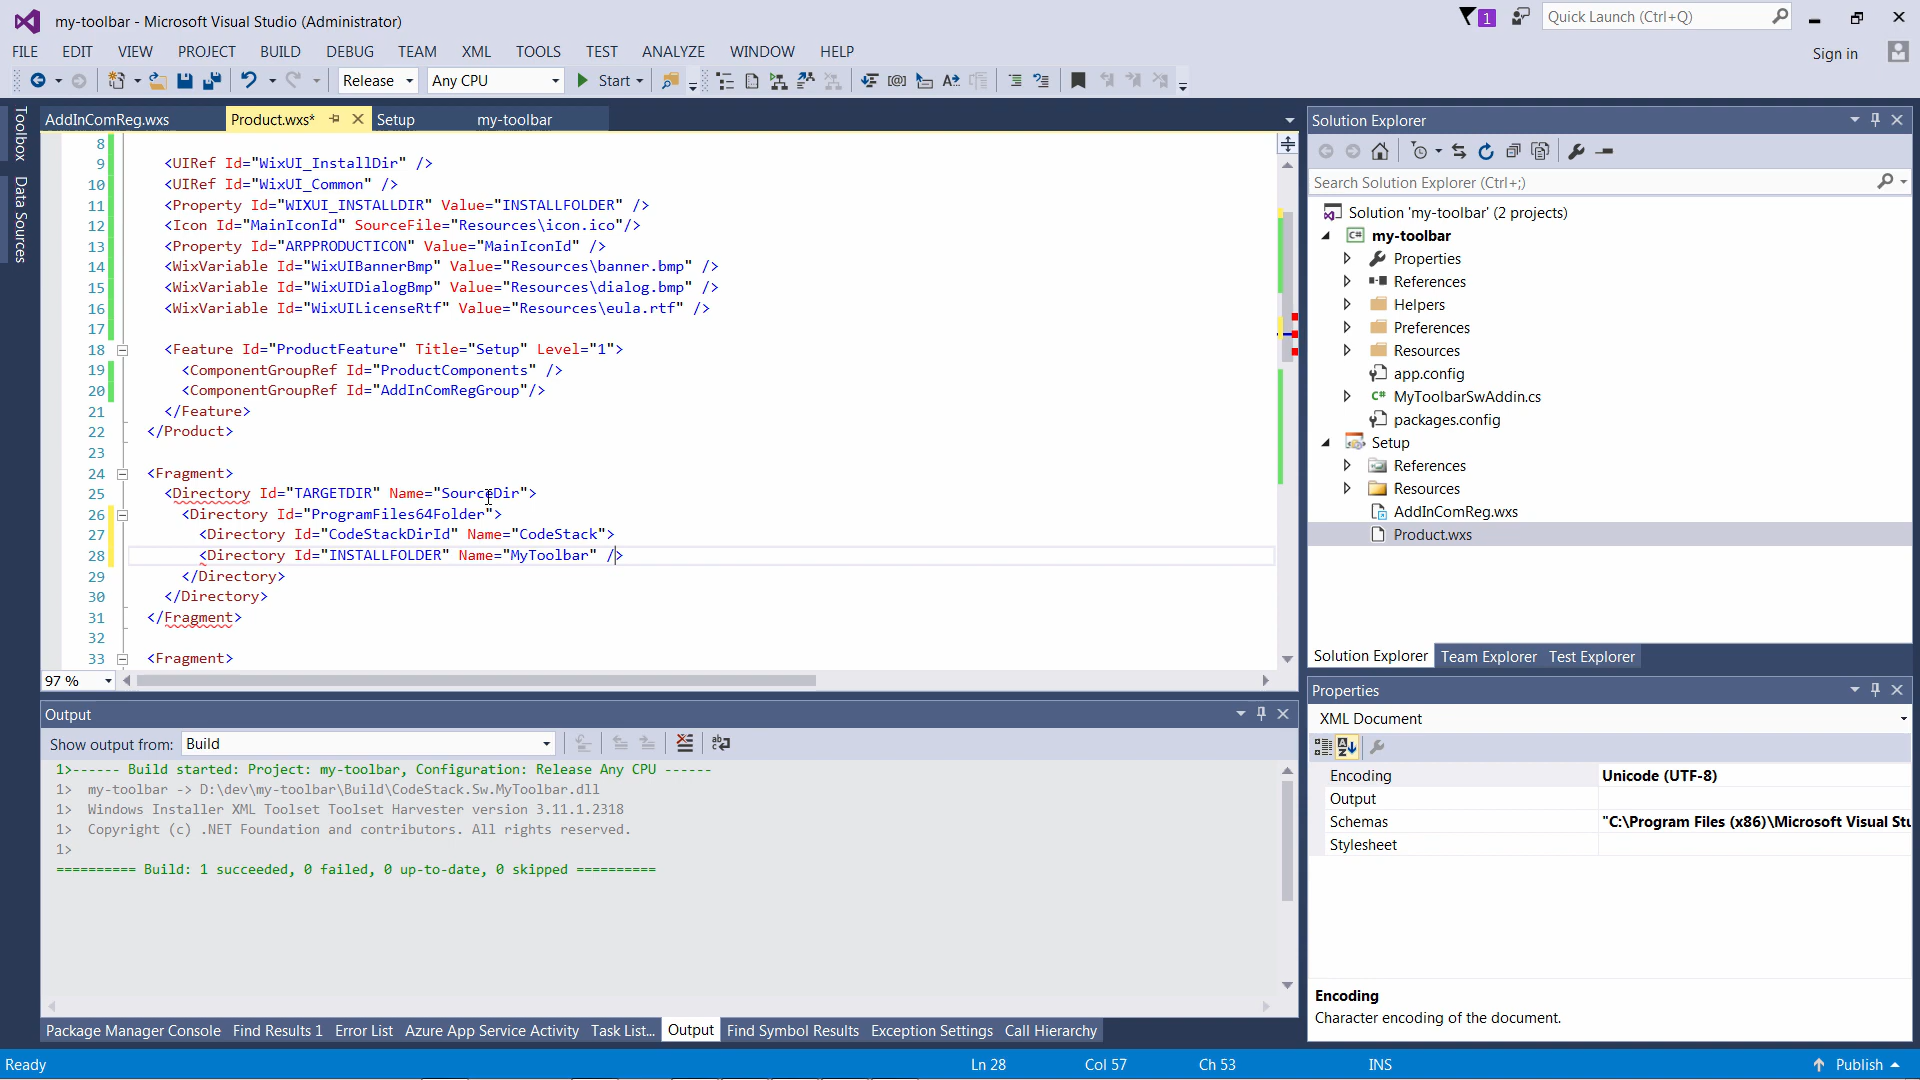 my-toolbar - Microsoft Visual Studio (Administrator)
1
Quick Launch (Ctrl+Q)
FILE EDIT VIEW PROJECT BUILD DEBUG TEAM XML TOOLS TEST ANALYZE WINDOW HELP
Sign in
Release Any CPU Start
Toolbox
Data Sources
AddInComReg.wxs Product.wxs* Setup my-toolbar
8
9 <UIRef Id="WixUI_InstallDir" />
10 <UIRef Id="WixUI_Common" />
11 <Property Id="WIXUI_INSTALLDIR" Value="INSTALLFOLDER" />
12 <Icon Id="MainIconId" SourceFile="Resources\icon.ico"/>
13 <Property Id="ARPPRODUCTICON" Value="MainIconId" />
14 <WixVariable Id="WixUIBannerBmp" Value="Resources\banner.bmp" />
15 <WixVariable Id="WixUIDialogBmp" Value="Resources\dialog.bmp" />
16 <WixVariable Id="WixUILicenseRtf" Value="Resources\eula.rtf" />
17
18 <Feature Id="ProductFeature" Title="Setup" Level="1">
19 <ComponentGroupRef Id="ProductComponents" />
20 <ComponentGroupRef Id="AddInComRegGroup"/>
21 </Feature>
22 </Product>
23
24 <Fragment>
25 <Directory Id="TARGETDIR" Name="SourceDir">
26 <Directory Id="ProgramFiles64Folder">
27 <Directory Id="CodeStackDirId" Name="CodeStack">
28 <Directory Id="INSTALLFOLDER" Name="MyToolbar" />
29 </Directory>
30 </Directory>
31 </Fragment>
32
33 <Fragment>
97 %
Output
Show output from: Build
1>------ Build started: Project: my-toolbar, Configuration: Release Any CPU ------
1> my-toolbar -> D:\dev\my-toolbar\Build\CodeStack.Sw.MyToolbar.dll
1> Windows Installer XML Toolset Toolset Harvester version 3.11.1.2318
1> Copyright (c) .NET Foundation and contributors. All rights reserved.
1>
========== Build: 1 succeeded, 0 failed, 0 up-to-date, 0 skipped ==========
Package Manager Console Find Results 1 Error List Azure App Service Activity Task List... Output Find Symbol Results Exception Settings Call Hierarchy
Solution Explorer
Search Solution Explorer (Ctrl+;)
Solution 'my-toolbar' (2 projects)
C# my-toolbar
Properties
References
Helpers
Preferences
Resources
app.config
C# MyToolbarSwAddin.cs
packages.config
Setup
References
Resources
AddInComReg.wxs
Product.wxs
Solution Explorer Team Explorer Test Explorer
Properties
XML Document
Encoding Unicode (UTF-8)
Output
Schemas "C:\Program Files (x86)\Microsoft Visual Stu
Stylesheet
Encoding
Character encoding of the document.
Ready Ln 28 Col 57 Ch 53 INS Publish